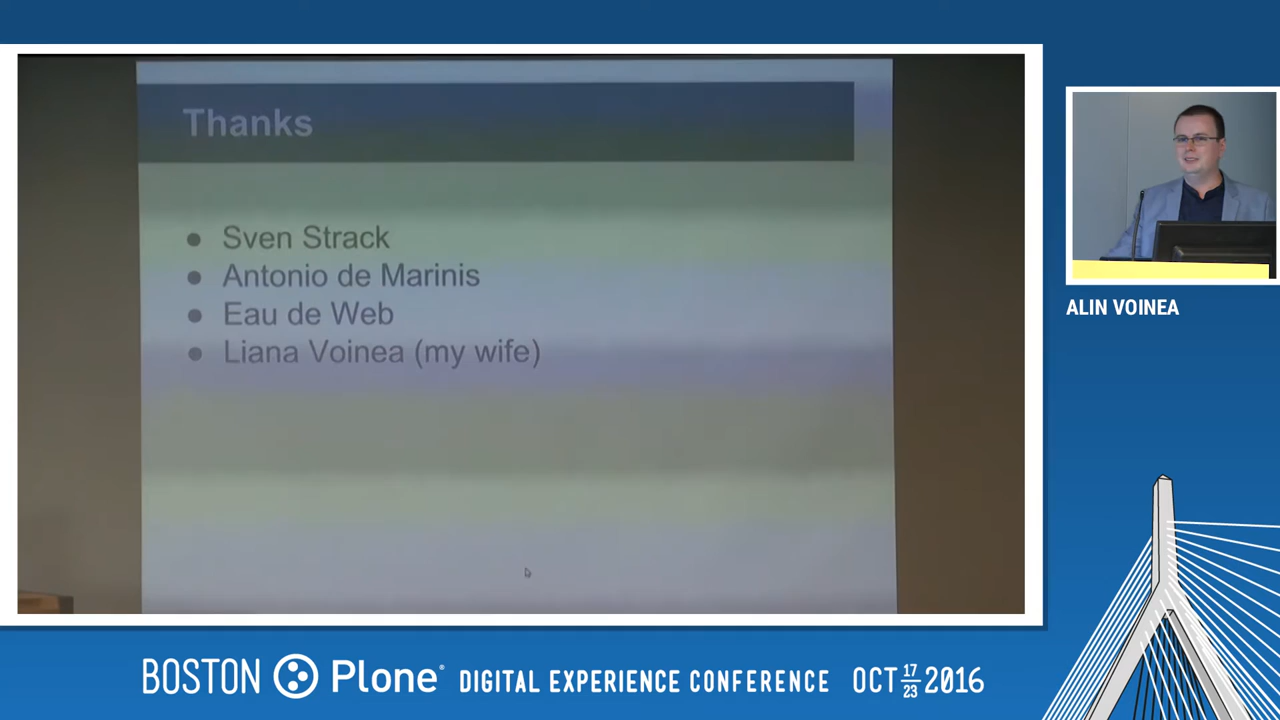 Thanks
● Sven Strack
● Antonio de Marinis
● Eau de Web
● Liana Voinea (my wife)
ALIN VOINEA
BOSTON Plone® DIGITAL EXPERIENCE CONFERENCE OCT 17 23 2016